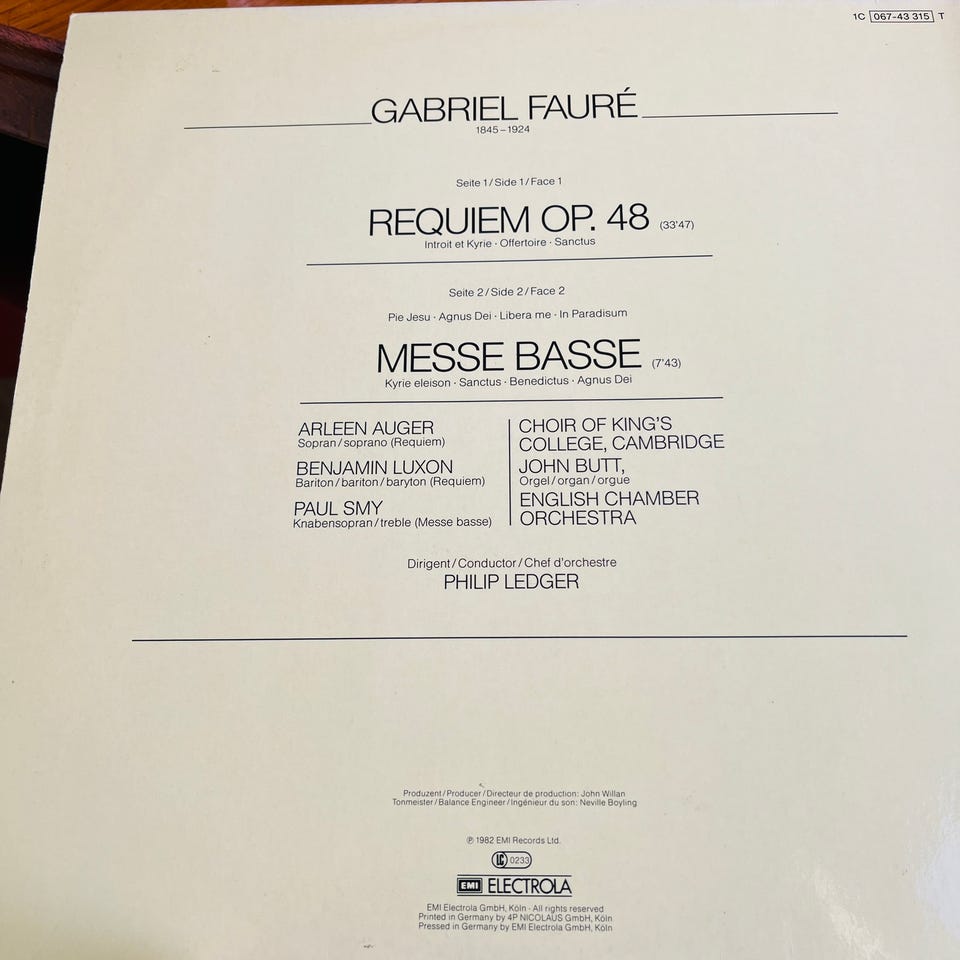 1C 067-43 315 T
GABRIEL FAURÉ
1845–1924
Seite 1/Side 1/Face 1
REQUIEM OP. 48 (33'47)
Introit et Kyrie · Offertoire · Sanctus
Seite 2/Side 2/Face 2
Pie Jesu · Agnus Dei · Libera me · In Paradisum
MESSE BASSE (7'43)
Kyrie eleison · Sanctus · Benedictus · Agnus Dei
ARLEEN AUGER
Sopran/soprano (Requiem)
BENJAMIN LUXON
Bariton/bariton/baryton (Requiem)
PAUL SMY
Knabensopran/treble (Messe basse)
CHOIR OF KING'S
COLLEGE, CAMBRIDGE
JOHN BUTT,
Orgel/organ/orgue
ENGLISH CHAMBER
ORCHESTRA
Dirigent/Conductor/Chef d'orchestre
PHILIP LEDGER
Produzent/Producer/Directeur de production: John Willan
Tonmeister/Balance Engineer/Ingénieur du son: Neville Boyling
℗ 1982 EMI Records Ltd.
LC 0233
EMI ELECTROLA
EMI Electrola GmbH, Köln · All rights reserved
Printed in Germany by 4P NICOLAUS GmbH, Köln
Pressed in Germany by EMI Electrola GmbH, Köln